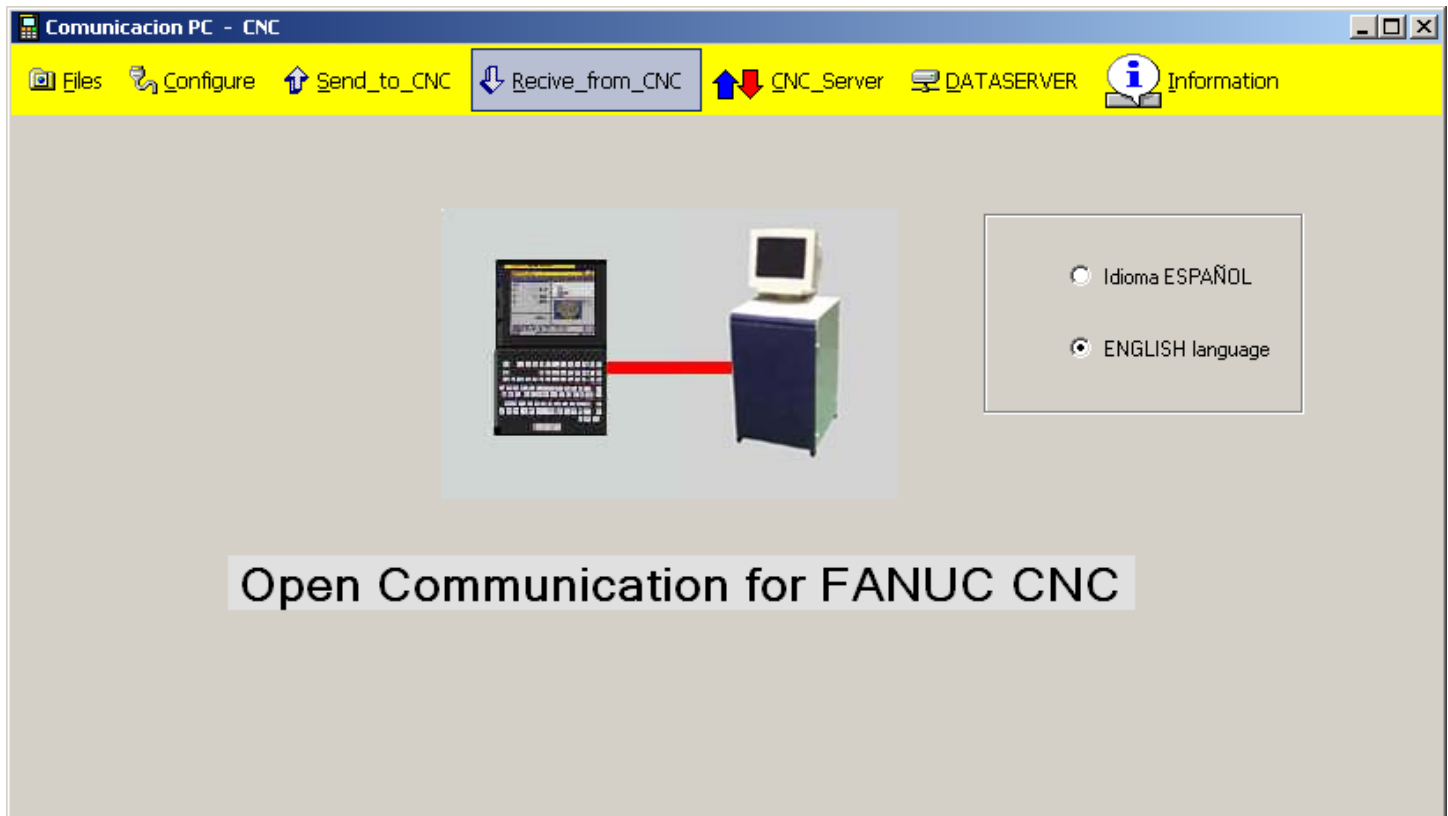 Comunicacion PC - CNC
Files Configure Send_to_CNC Recive_from_CNC CNC_Server DATASERVER Information
Idioma ESPAÑOL
ENGLISH language
Open Communication for FANUC CNC